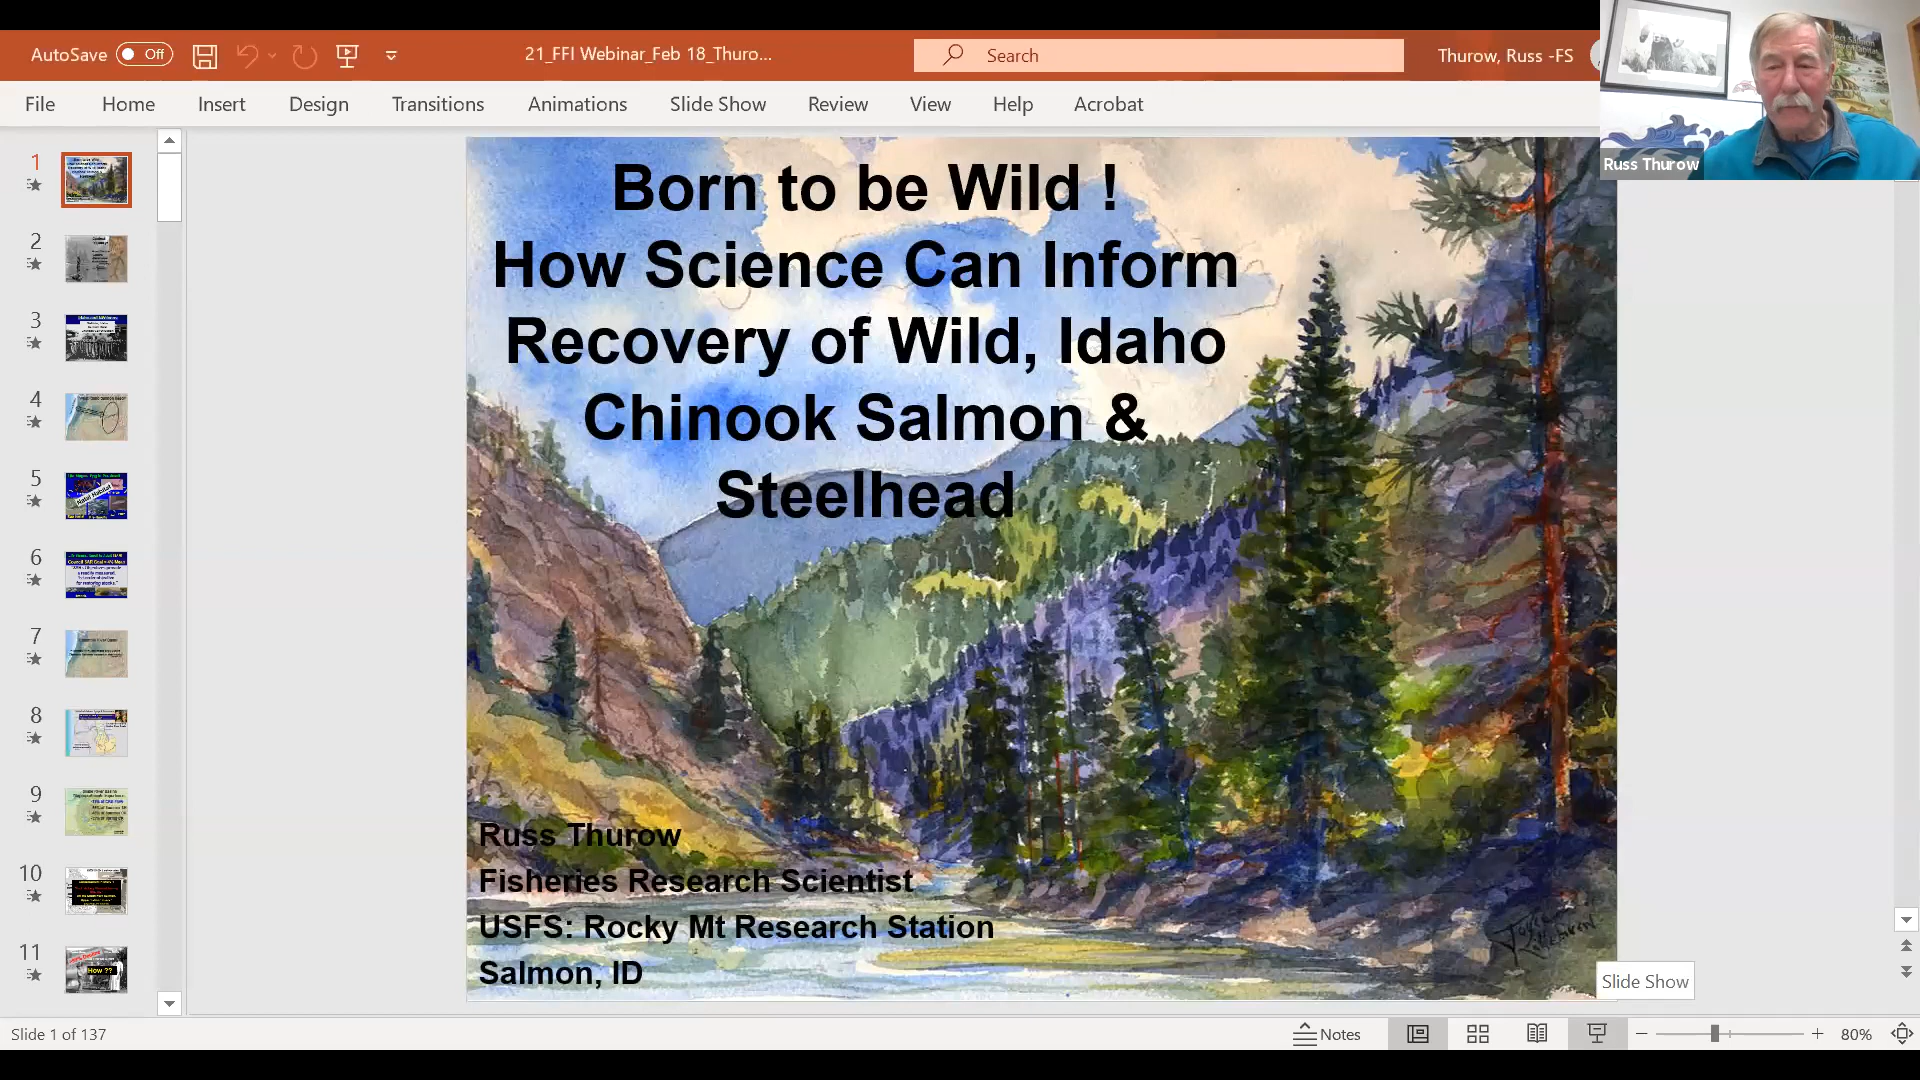 AutoSave Off
21_FFI Webinar_Feb 18_Thuro...
Search
Thurow, Russ -FS
File Home Insert Design Transitions Animations Slide Show Review View Help Acrobat
Russ Thurow
1
2
3
4
5
6
7
8
9
10
11
How ??
Born to be Wild !
How Science Can Inform
Recovery of Wild, Idaho
Chinook Salmon &
Steelhead
Russ Thurow
Fisheries Research Scientist
USFS: Rocky Mt Research Station
Salmon, ID
Slide Show
Slide 1 of 137
Notes
80%